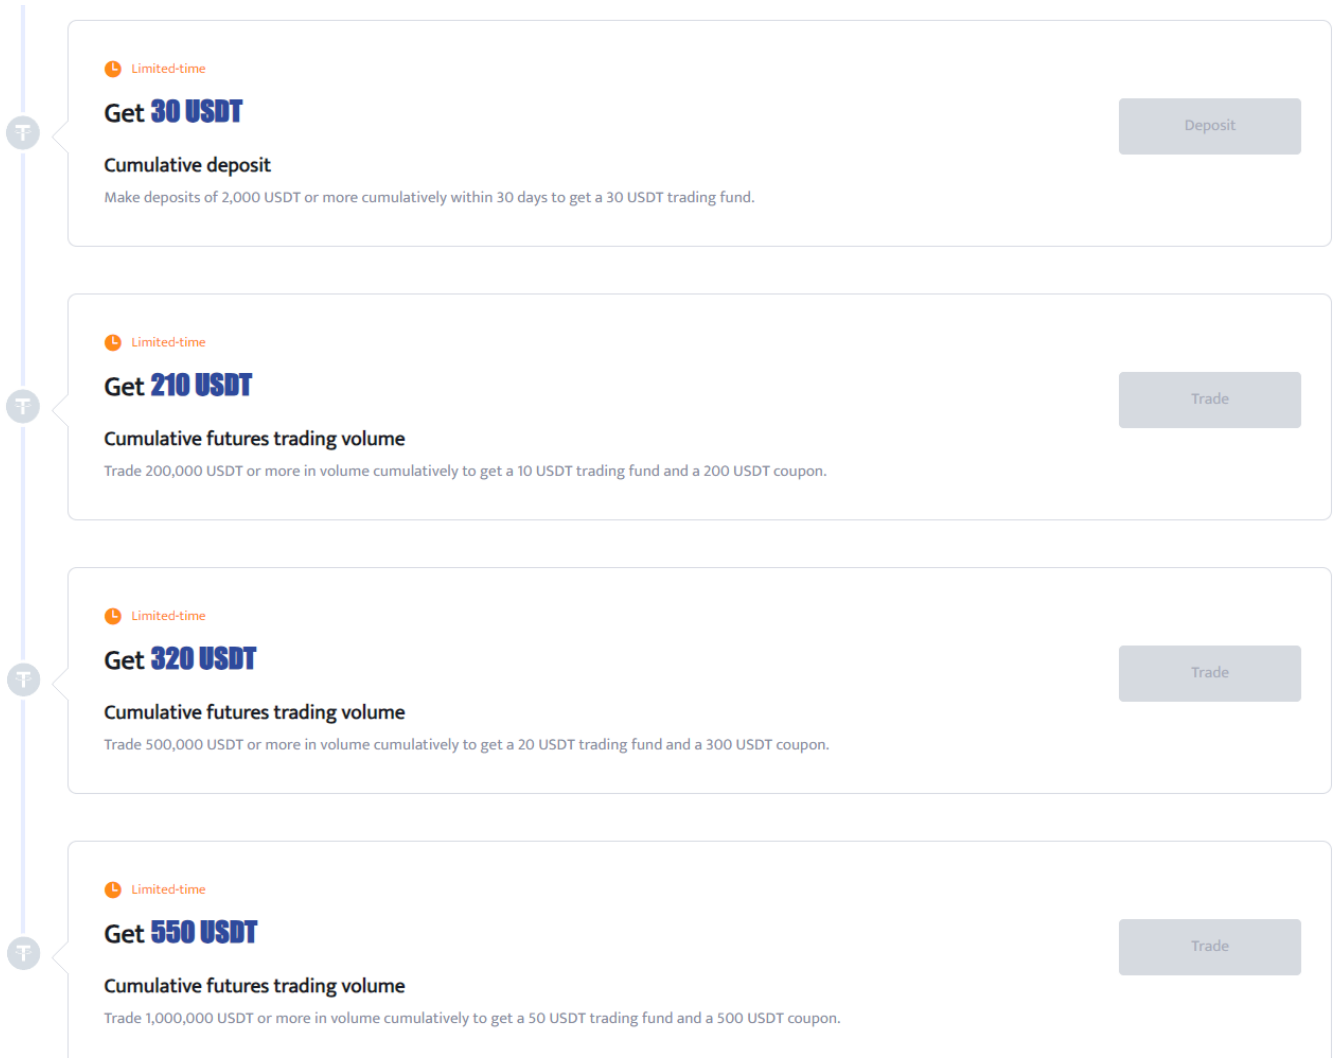 Limited-time
Get 30 USDT
Deposit
Cumulative deposit
Make deposits of 2,000 USDT or more cumulatively within 30 days to get a 30 USDT trading fund.
Limited-time
Get 210 USDT
Trade
Cumulative futures trading volume
Trade 200,000 USDT or more in volume cumulatively to get a 10 USDT trading fund and a 200 USDT coupon.
Limited-time
Get 320 USDT
Trade
Cumulative futures trading volume
Trade 500,000 USDT or more in volume cumulatively to get a 20 USDT trading fund and a 300 USDT coupon.
Limited-time
Get 550 USDT
Trade
Cumulative futures trading volume
Trade 1,000,000 USDT or more in volume cumulatively to get a 50 USDT trading fund and a 500 USDT coupon.